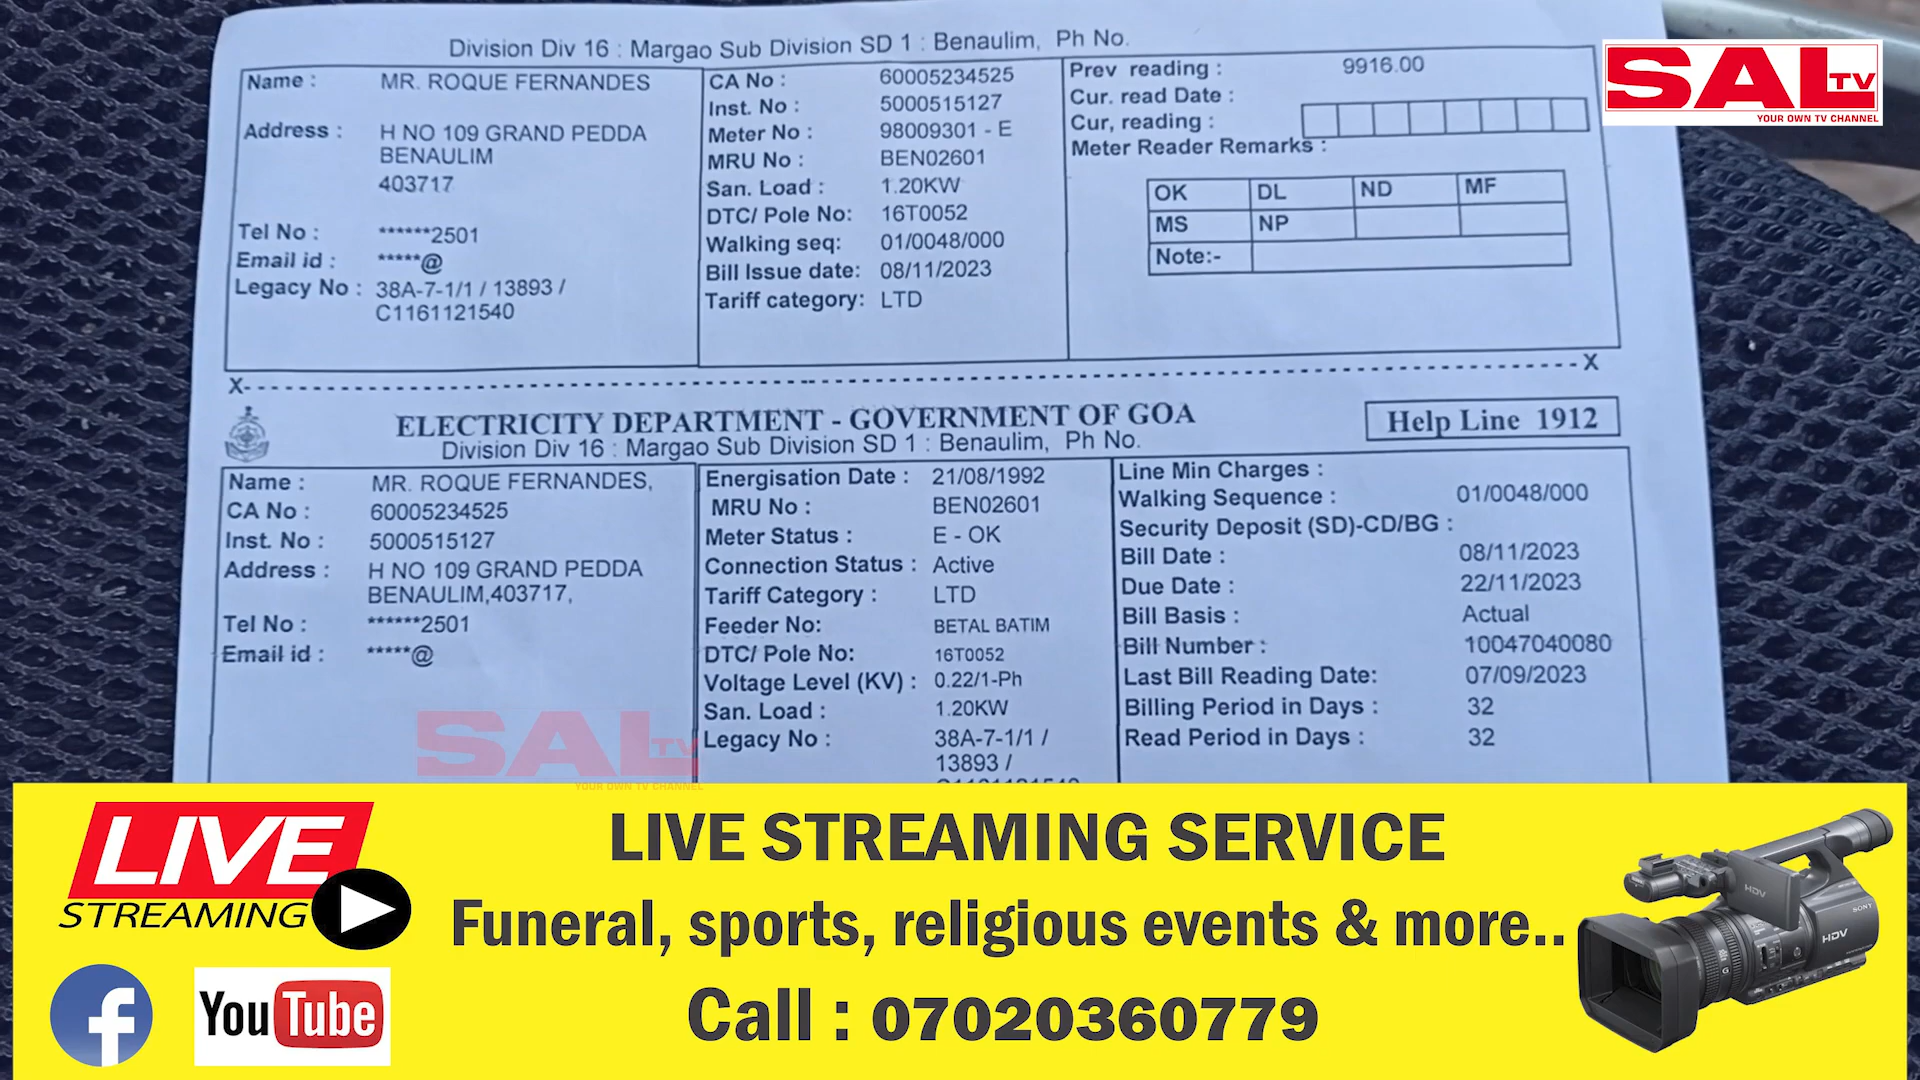 Division Div 16 : Margao Sub Division SD 1 : Benaulim, Ph No.
Name : MR. ROQUE FERNANDES
Address : H NO 109 GRAND PEDDA
BENAULIM
403717
Tel No : ******2501
Email id : *****@
Legacy No : 38A-7-1/1 / 13893 /
C1161121540
CA No : 60005234525
Inst. No : 5000515127
Meter No : 98009301 - E
MRU No : BEN02601
San. Load : 1.20KW
DTC/ Pole No: 16T0052
Walking seq: 01/0048/000
Bill Issue date: 08/11/2023
Tariff category: LTD
Prev reading : 9916.00
Cur. read Date :
Cur, reading :
Meter Reader Remarks :
OK DL ND MF
MS NP
Note:-
X- - - - - - - - - - - - - - - - - - - - - - - - - - - - X
ELECTRICITY DEPARTMENT - GOVERNMENT OF GOA
Help Line 1912
Division Div 16 : Margao Sub Division SD 1 : Benaulim, Ph No.
Name : MR. ROQUE FERNANDES,
CA No : 60005234525
Inst. No : 5000515127
Address : H NO 109 GRAND PEDDA
BENAULIM,403717,
Tel No : ******2501
Email id : *****@
Energisation Date : 21/08/1992
MRU No : BEN02601
Meter Status : E - OK
Connection Status : Active
Tariff Category : LTD
Feeder No: BETAL BATIM
DTC/ Pole No: 16T0052
Voltage Level (KV) : 0.22/1-Ph
San. Load : 1.20KW
Legacy No : 38A-7-1/1 /
13893 /
Line Min Charges :
Walking Sequence : 01/0048/000
Security Deposit (SD)-CD/BG :
Bill Date : 08/11/2023
Due Date : 22/11/2023
Bill Basis : Actual
Bill Number : 10047040080
Last Bill Reading Date: 07/09/2023
Billing Period in Days : 32
Read Period in Days : 32
SAL TV
YOUR OWN TV CHANNEL
SAL TV
YOUR OWN TV CHANNEL
LIVE
STREAMING
f
YouTube
LIVE STREAMING SERVICE
Funeral, sports, religious events & more..
Call : 07020360779
HDV
SONY
HDV